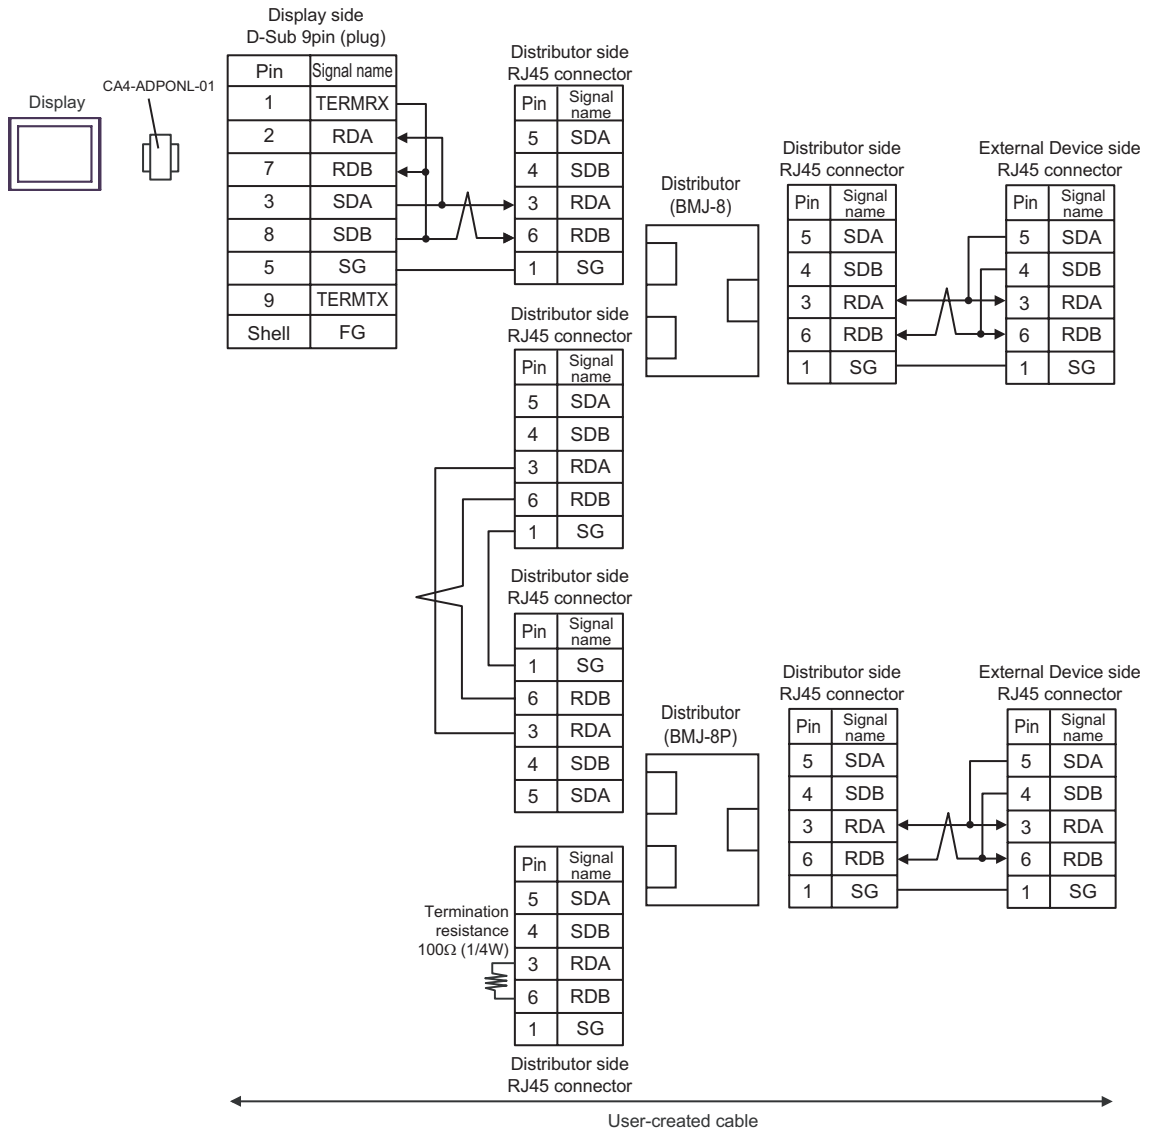 Display side
D-Sub 9pin (plug)
Pin Signal name
1 TERMRX
2 RDA
7 RDB
3 SDA
8 SDB
5 SG
9 TERMTX
Shell FG
CA4-ADPONL-01
Display
Distributor side
RJ45 connector
Pin Signal name
5 SDA
4 SDB
3 RDA
6 RDB
1 SG
Distributor
(BMJ-8)
Distributor side
RJ45 connector
Pin Signal name
5 SDA
4 SDB
3 RDA
6 RDB
1 SG
External Device side
RJ45 connector
Pin Signal name
5 SDA
4 SDB
3 RDA
6 RDB
1 SG
Distributor side
RJ45 connector
Pin Signal name
5 SDA
4 SDB
3 RDA
6 RDB
1 SG
Distributor side
RJ45 connector
Pin Signal name
1 SG
6 RDB
3 RDA
4 SDB
5 SDA
Distributor
(BMJ-8P)
Distributor side
RJ45 connector
Pin Signal name
5 SDA
4 SDB
3 RDA
6 RDB
1 SG
External Device side
RJ45 connector
Pin Signal name
5 SDA
4 SDB
3 RDA
6 RDB
1 SG
Termination
resistance
100Ω (1/4W)
Pin Signal name
5 SDA
4 SDB
3 RDA
6 RDB
1 SG
Distributor side
RJ45 connector
User-created cable